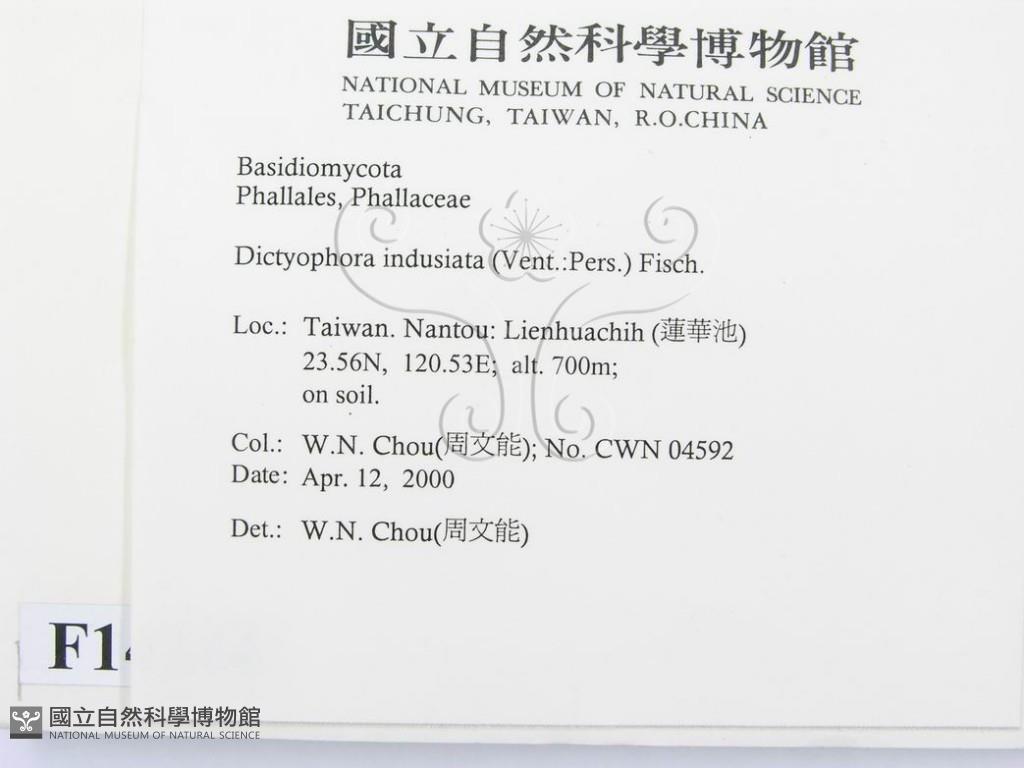 國立自然科學博物館
NATIONAL MUSEUM OF NATURAL SCIENCE
TAICHUNG, TAIWAN, R.O.CHINA
Basidiomycota
Phallales, Phallaceae
Dictyophora indusiata (Vent.:Pers.) Fisch.
Loc.: Taiwan. Nantou: Lienhuachih (蓮華池)
23.56N, 120.53E; alt. 700m;
on soil.
Col.: W.N. Chou(周文能); No. CWN 04592
Date: Apr. 12, 2000
Det.: W.N. Chou(周文能)
國立自然科學博物館
NATIONAL MUSEUM OF NATURAL SCIENCE